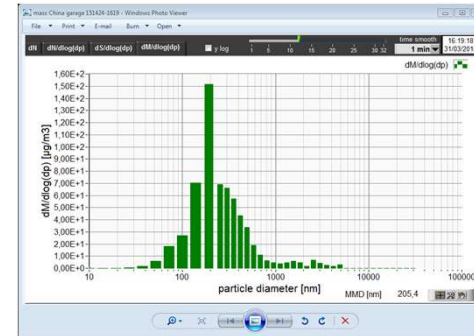 mass China garage 151424-1619 - Windows Photo Viewer
File Print E-mail Burn Open
dN dN/dlog(dp) dS/dlog(dp) dM/dlog(dp) y log 1 5 10 15 20 25 30 32 time smooth 1 min 16:19:18
31/03/201
dM/dlog(dp)
1,60E+2
1,50E+2
1,40E+2
1,30E+2
1,20E+2
1,10E+2
1,00E+2
9,00E+1
8,00E+1
7,00E+1
6,00E+1
5,00E+1
4,00E+1
3,00E+1
2,00E+1
1,00E+1
0,00E+0
dM/dlog(dp) [µg/m3]
10 100 1000 10000 100000
particle diameter [nm]
MMD [nm] 205,4